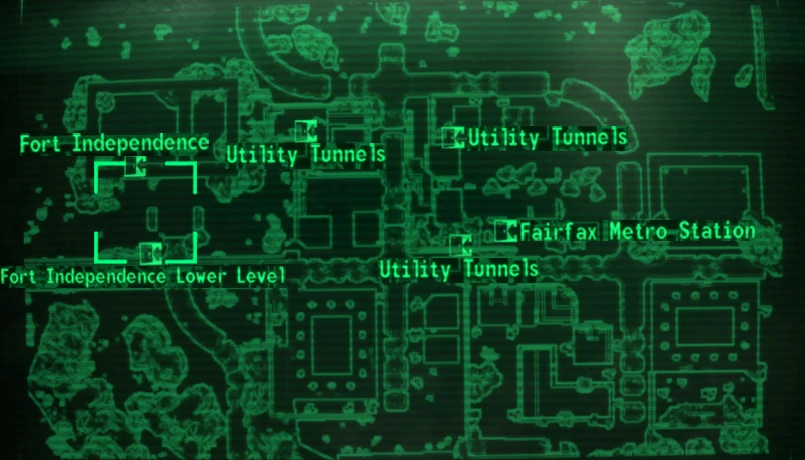 Fort Independence
Utility Tunnels
Utility Tunnels
Fairfax Metro Station
Utility Tunnels
Fort Independence Lower Level